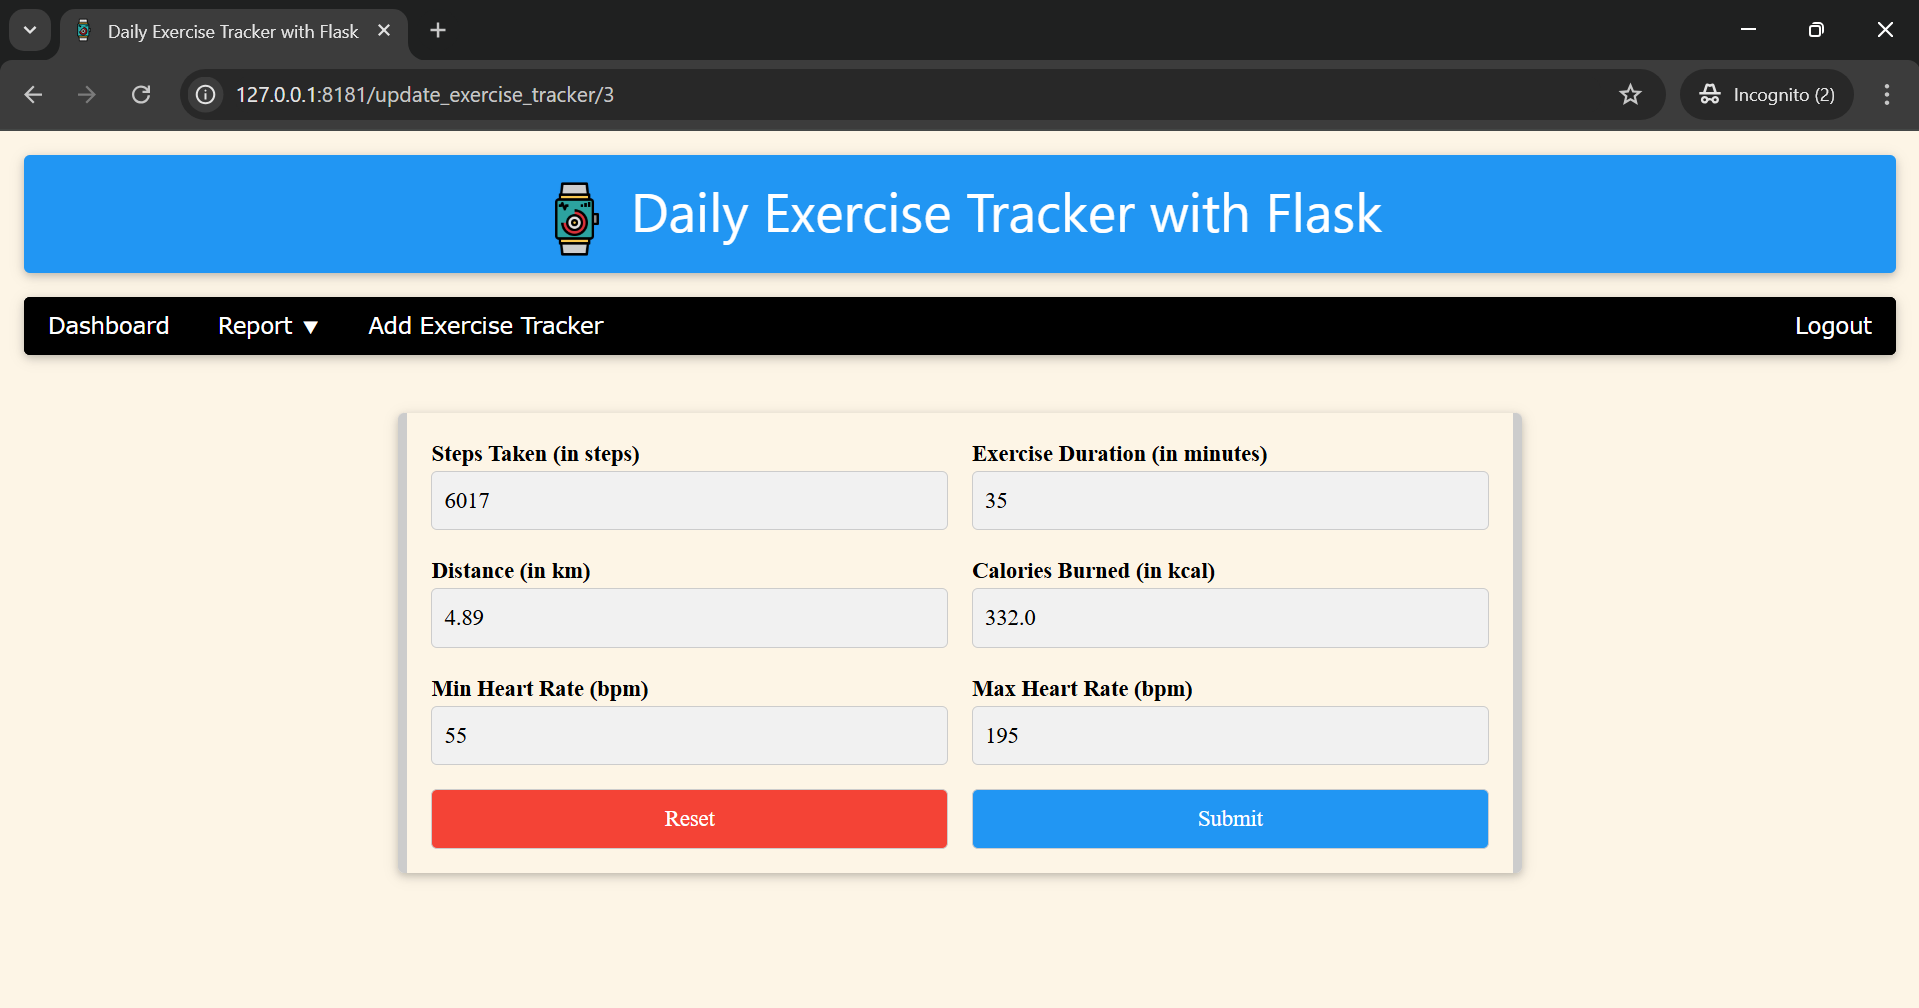 Daily Exercise Tracker with Flask
127.0.0.1:8181/update_exercise_tracker/3
Incognito (2)
Daily Exercise Tracker with Flask
Dashboard Report ▼ Add Exercise Tracker Logout
Steps Taken (in steps) Exercise Duration (in minutes)
6017 35
Distance (in km) Calories Burned (in kcal)
4.89 332.0
Min Heart Rate (bpm) Max Heart Rate (bpm)
55 195
Reset Submit